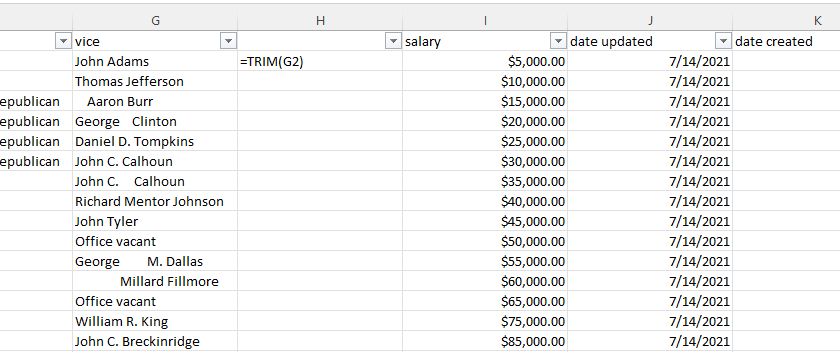 G H I J K
vice salary date updated date created
John Adams =TRIM(G2) $5,000.00 7/14/2021
Thomas Jefferson $10,000.00 7/14/2021
epublican Aaron Burr $15,000.00 7/14/2021
epublican George Clinton $20,000.00 7/14/2021
epublican Daniel D. Tompkins $25,000.00 7/14/2021
epublican John C. Calhoun $30,000.00 7/14/2021
John C. Calhoun $35,000.00 7/14/2021
Richard Mentor Johnson $40,000.00 7/14/2021
John Tyler $45,000.00 7/14/2021
Office vacant $50,000.00 7/14/2021
George M. Dallas $55,000.00 7/14/2021
Millard Fillmore $60,000.00 7/14/2021
Office vacant $65,000.00 7/14/2021
William R. King $75,000.00 7/14/2021
John C. Breckinridge $85,000.00 7/14/2021